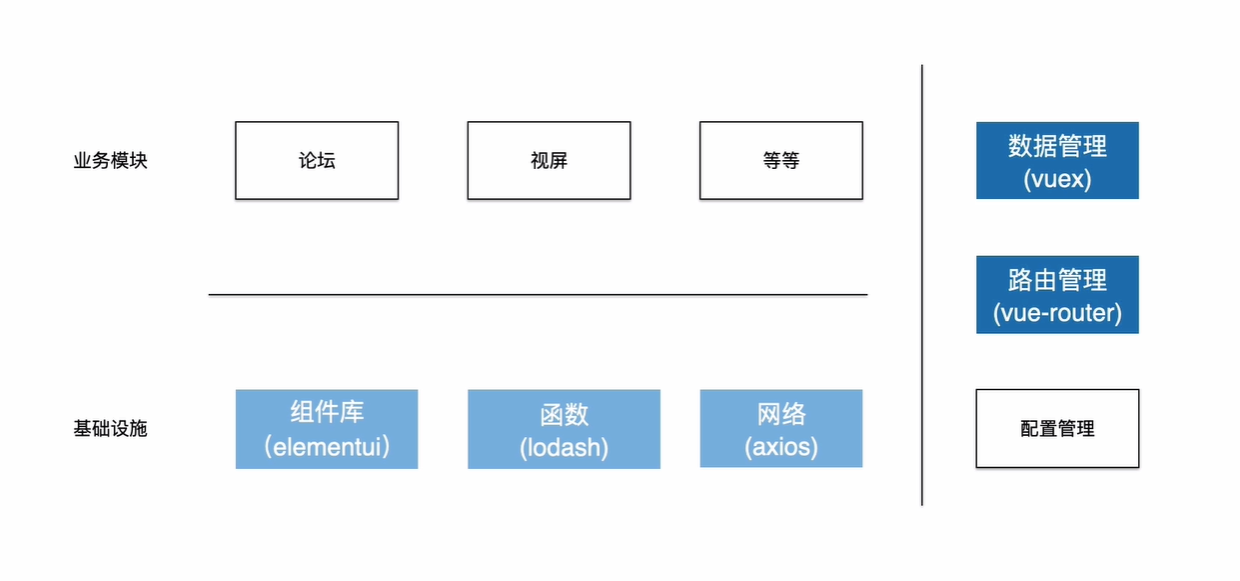 业务模块
论坛
视屏
等等
数据管理
(vuex)
路由管理
(vue-router)
基础设施
组件库
（elementui）
函数
(lodash)
网络
(axios)
配置管理